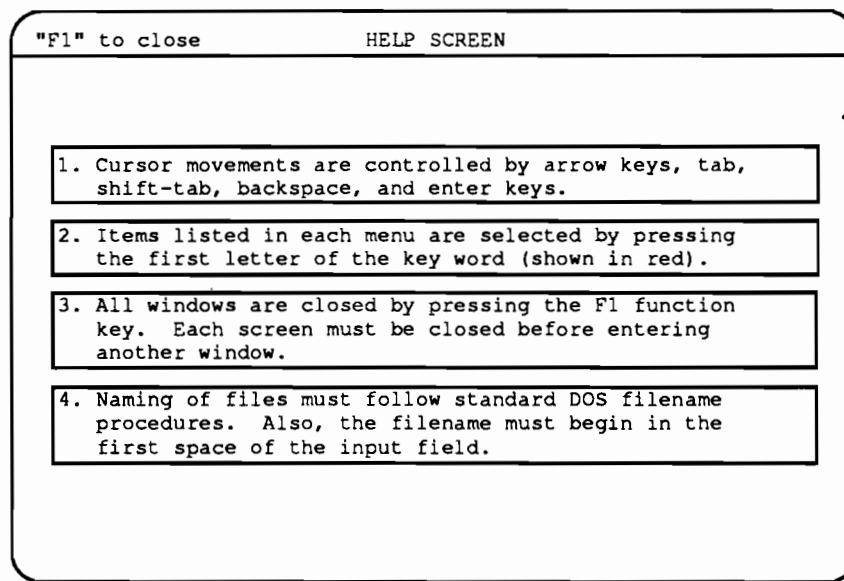 "F1" to close HELP SCREEN
1. Cursor movements are controlled by arrow keys, tab,
shift-tab, backspace, and enter keys.
2. Items listed in each menu are selected by pressing
the first letter of the key word (shown in red).
3. All windows are closed by pressing the F1 function
key. Each screen must be closed before entering
another window.
4. Naming of files must follow standard DOS filename
procedures. Also, the filename must begin in the
first space of the input field.